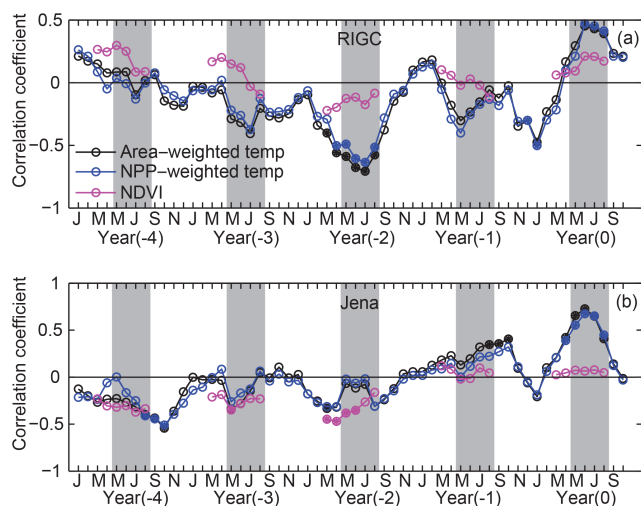 0.5
(a)
RIGC
Correlation coefficient
0
−0.5
Area−weighted temp
NPP−weighted temp
NDVI
−1
J M M J S N J M M J S N J M M J S N J M M J S N J M M J S
Year(-4) Year(-3) Year(-2) Year(-1) Year(0)
1
(b)
Jena
Correlation coefficient
0.5
0
−0.5
−1
J M M J S N J M M J S N J M M J S N J M M J S N J M M J S
Year(-4) Year(-3) Year(-2) Year(-1) Year(0)